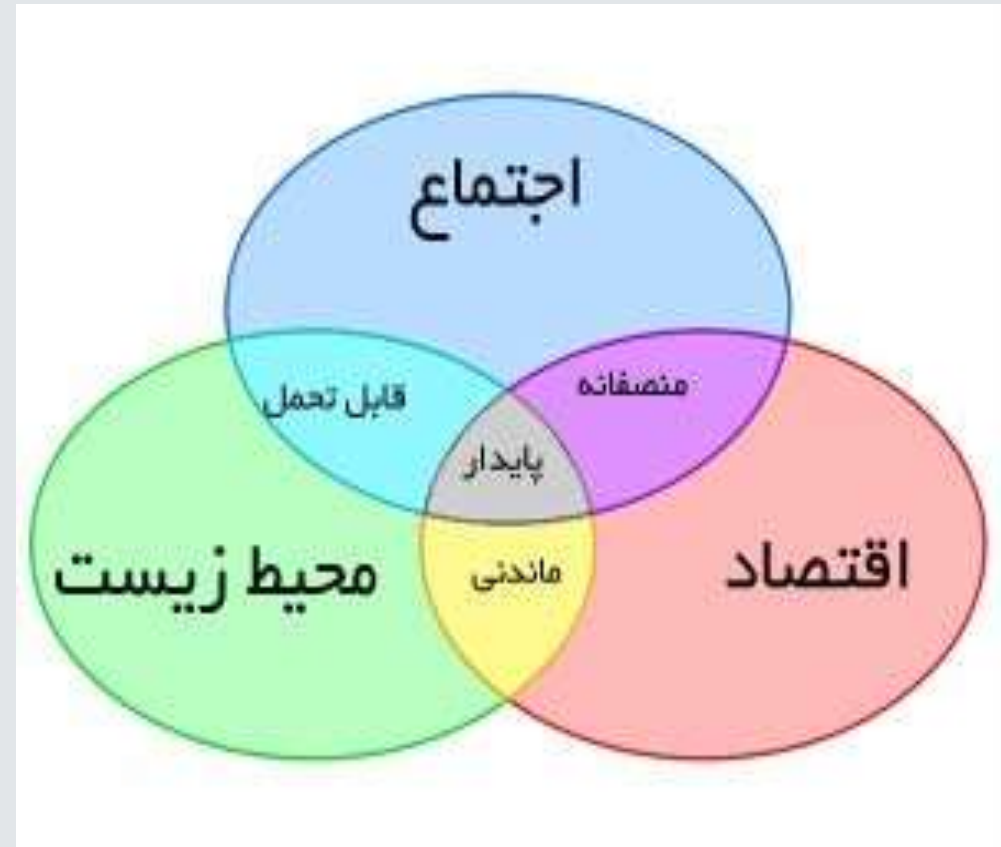 اجتماع
قابل تحمل
منصفانه
پایدار
محیط زیست
ماندنی
اقتصاد